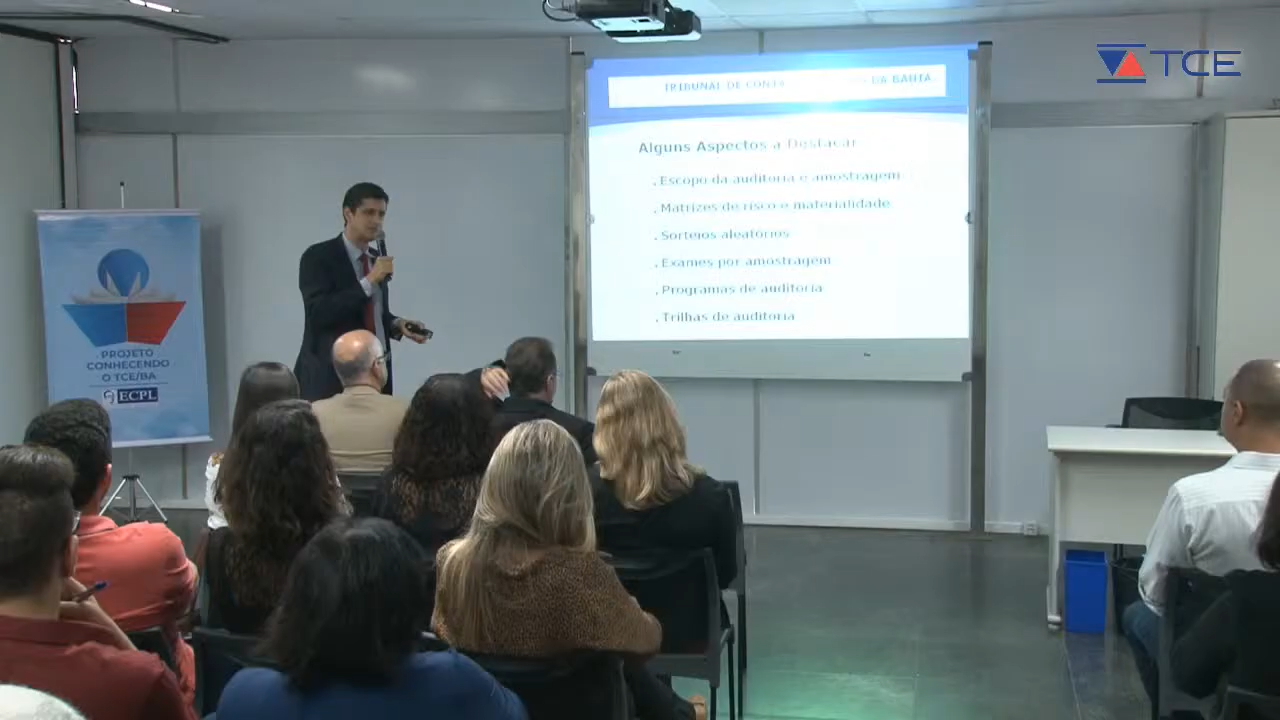 TCE
TRIBUNAL DE CONTA DA BAHIA
Alguns Aspectos a Destacar
. Escopo da auditoria e amostragem
. Matrizes de risco e materialidade
. Sorteios aleatórios
. Exames por amostragem
. Programas de auditoria
. Trilhas de auditoria
PROJETO
CONHECENDO
O TCE/BA
ECPL